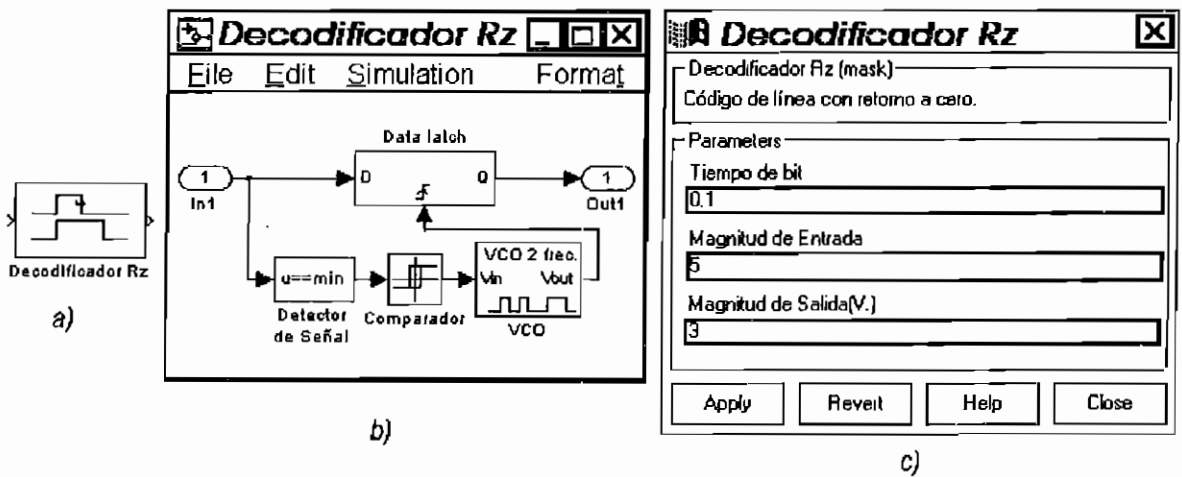 Decodificador Rz
a)
Decodificador Rz
File Edit Simulation Format
Data latch
1
In1
D Q
1
Out1
u==min
Detector
de Señal
Comparador
VCO 2 frec.
Vin Vout
VCO
b)
Decodificador Rz
Decodificador Rz (mask)
Código de línea con retorno a cero.
Parameters
Tiempo de bit
0.1
Magnitud de Entrada
5
Magnitud de Salida(V.)
3
Apply Revert Help Close
c)